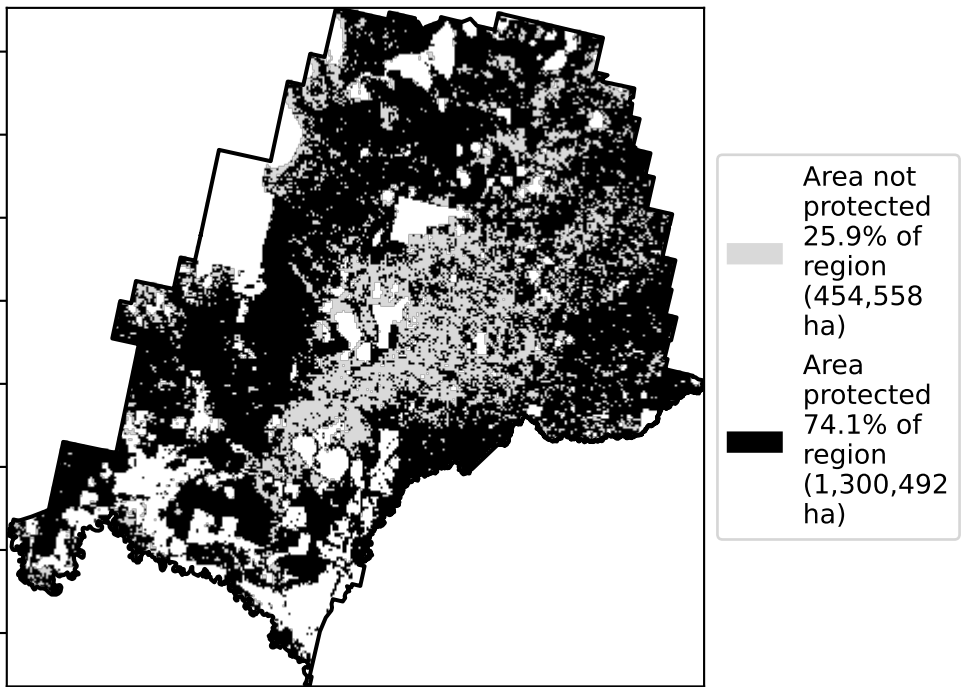 Area not
protected
25.9% of
region
(454,558
ha)
Area
protected
74.1% of
region
(1,300,492
ha)